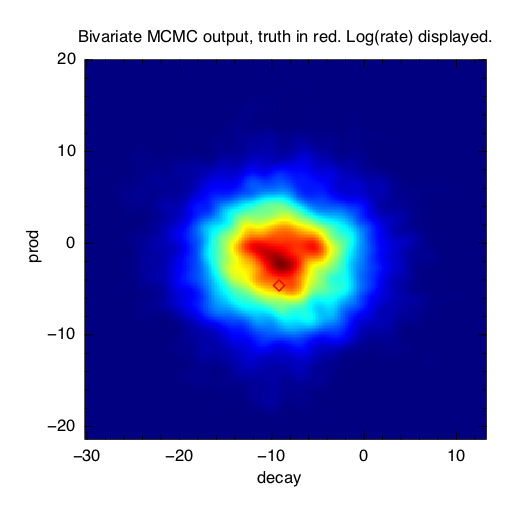 Bivariate MCMC output, truth in red. Log(rate) displayed.
20
10
0
−10
−20
prod
−30 −20 −10 0 10
decay